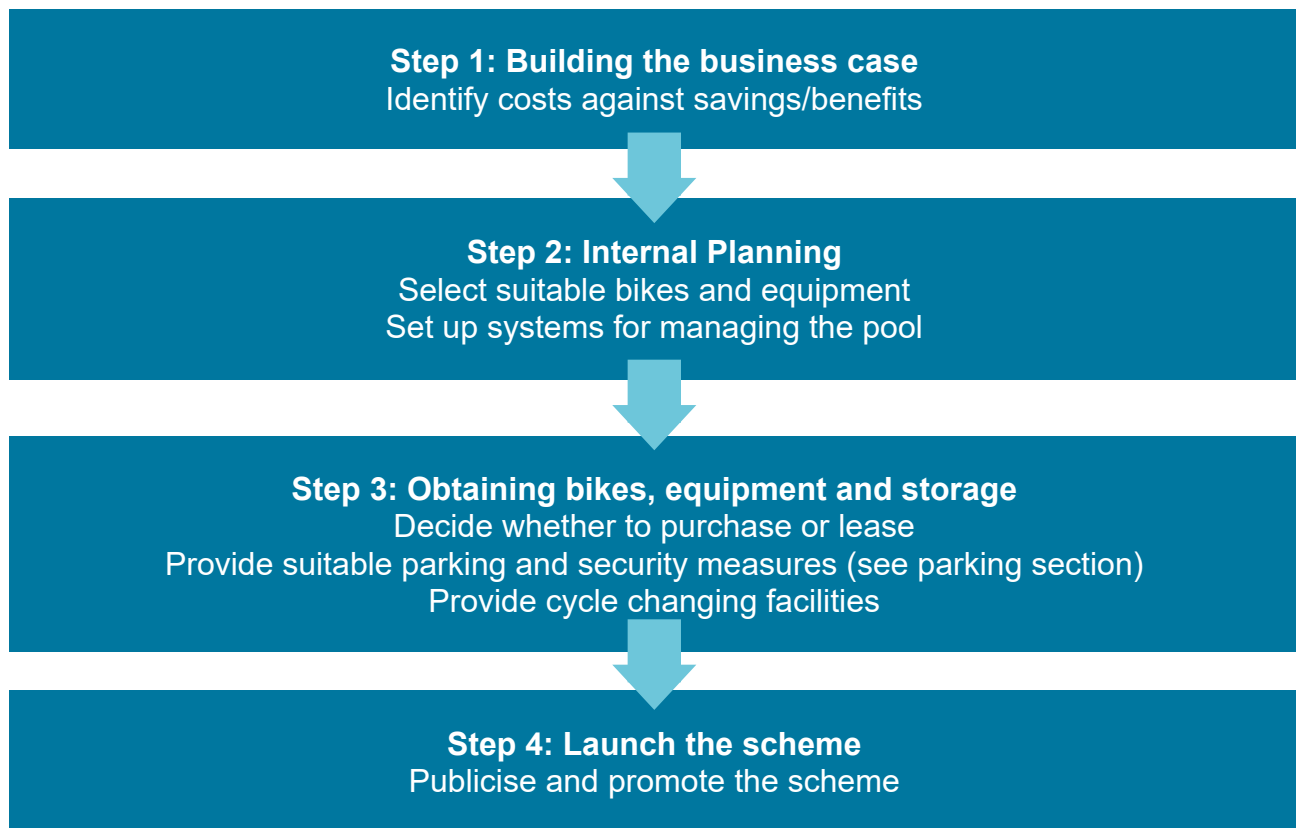 Step 1: Building the business case
Identify costs against savings/benefits
Step 2: Internal Planning
Select suitable bikes and equipment
Set up systems for managing the pool
Step 3: Obtaining bikes, equipment and storage
Decide whether to purchase or lease
Provide suitable parking and security measures (see parking section)
Provide cycle changing facilities
Step 4: Launch the scheme
Publicise and promote the scheme